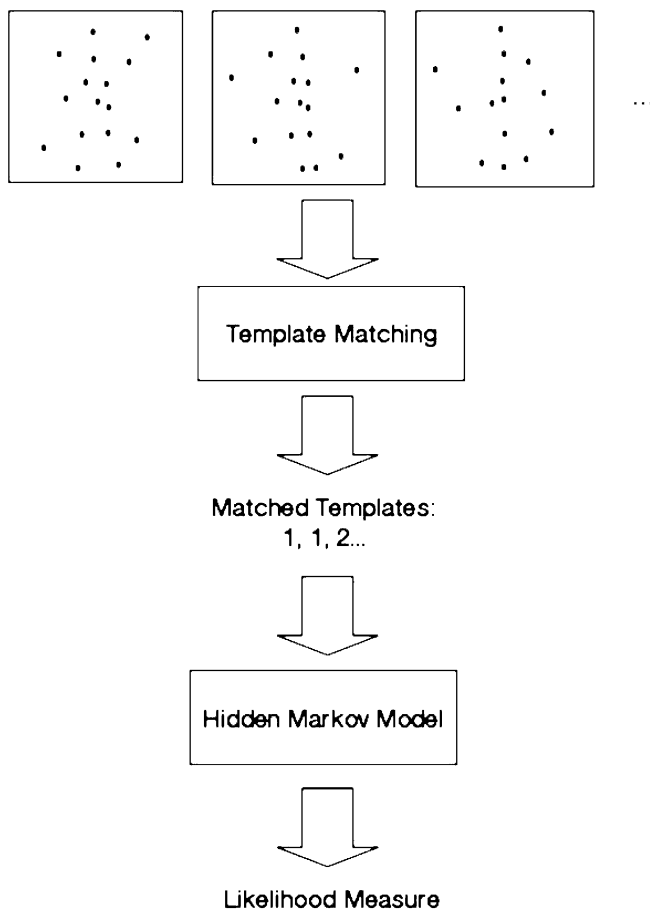 ...
Template Matching
Matched Templates:
1, 1, 2...
Hidden Markov Model
Likelihood Measure